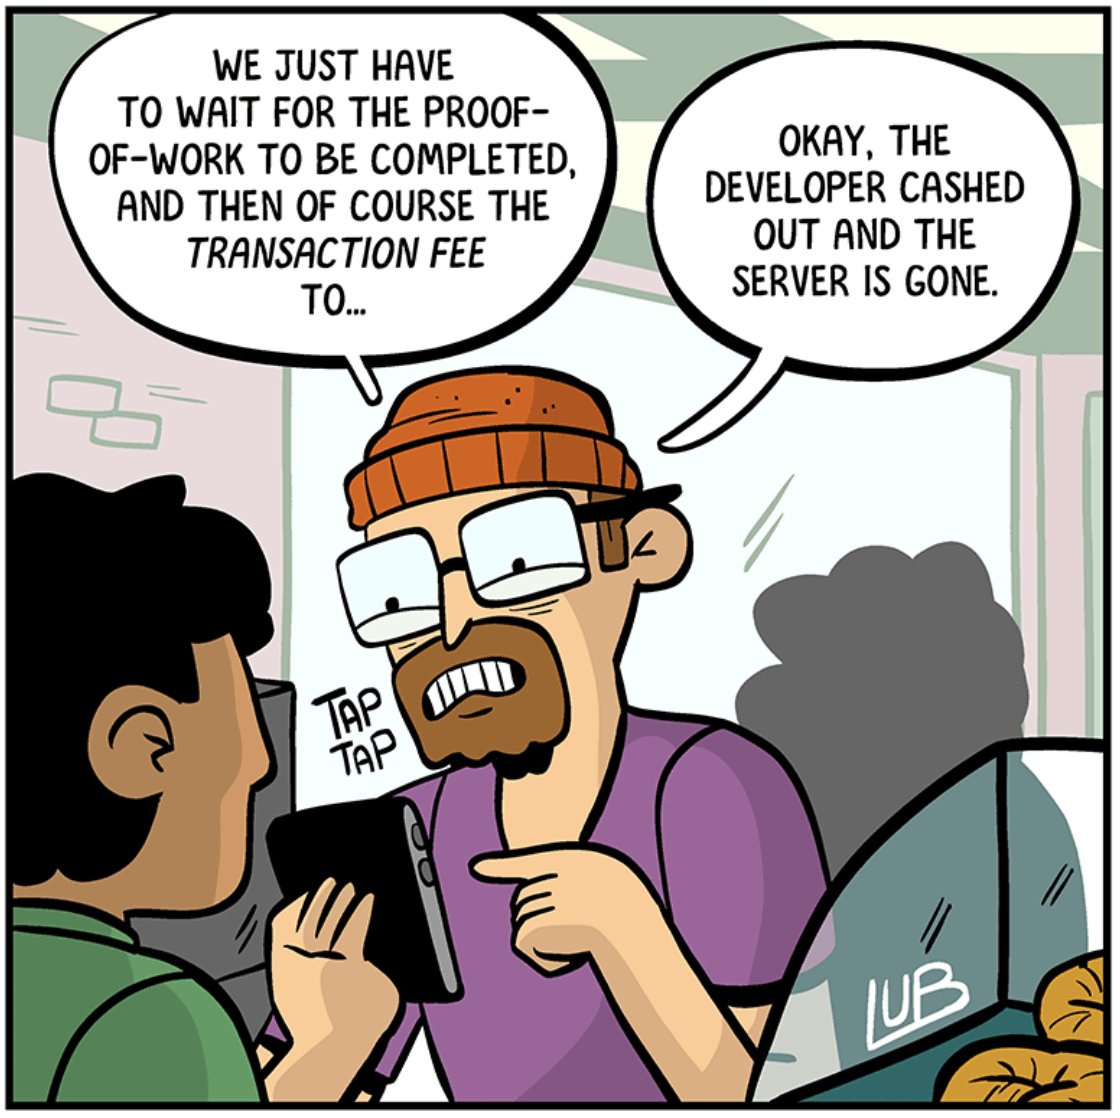 WE JUST HAVE
TO WAIT FOR THE PROOF-
OF-WORK TO BE COMPLETED,
AND THEN OF COURSE THE
TRANSACTION FEE
TO...
OKAY, THE
DEVELOPER CASHED
OUT AND THE
SERVER IS GONE.
TAP
TAP
LUB